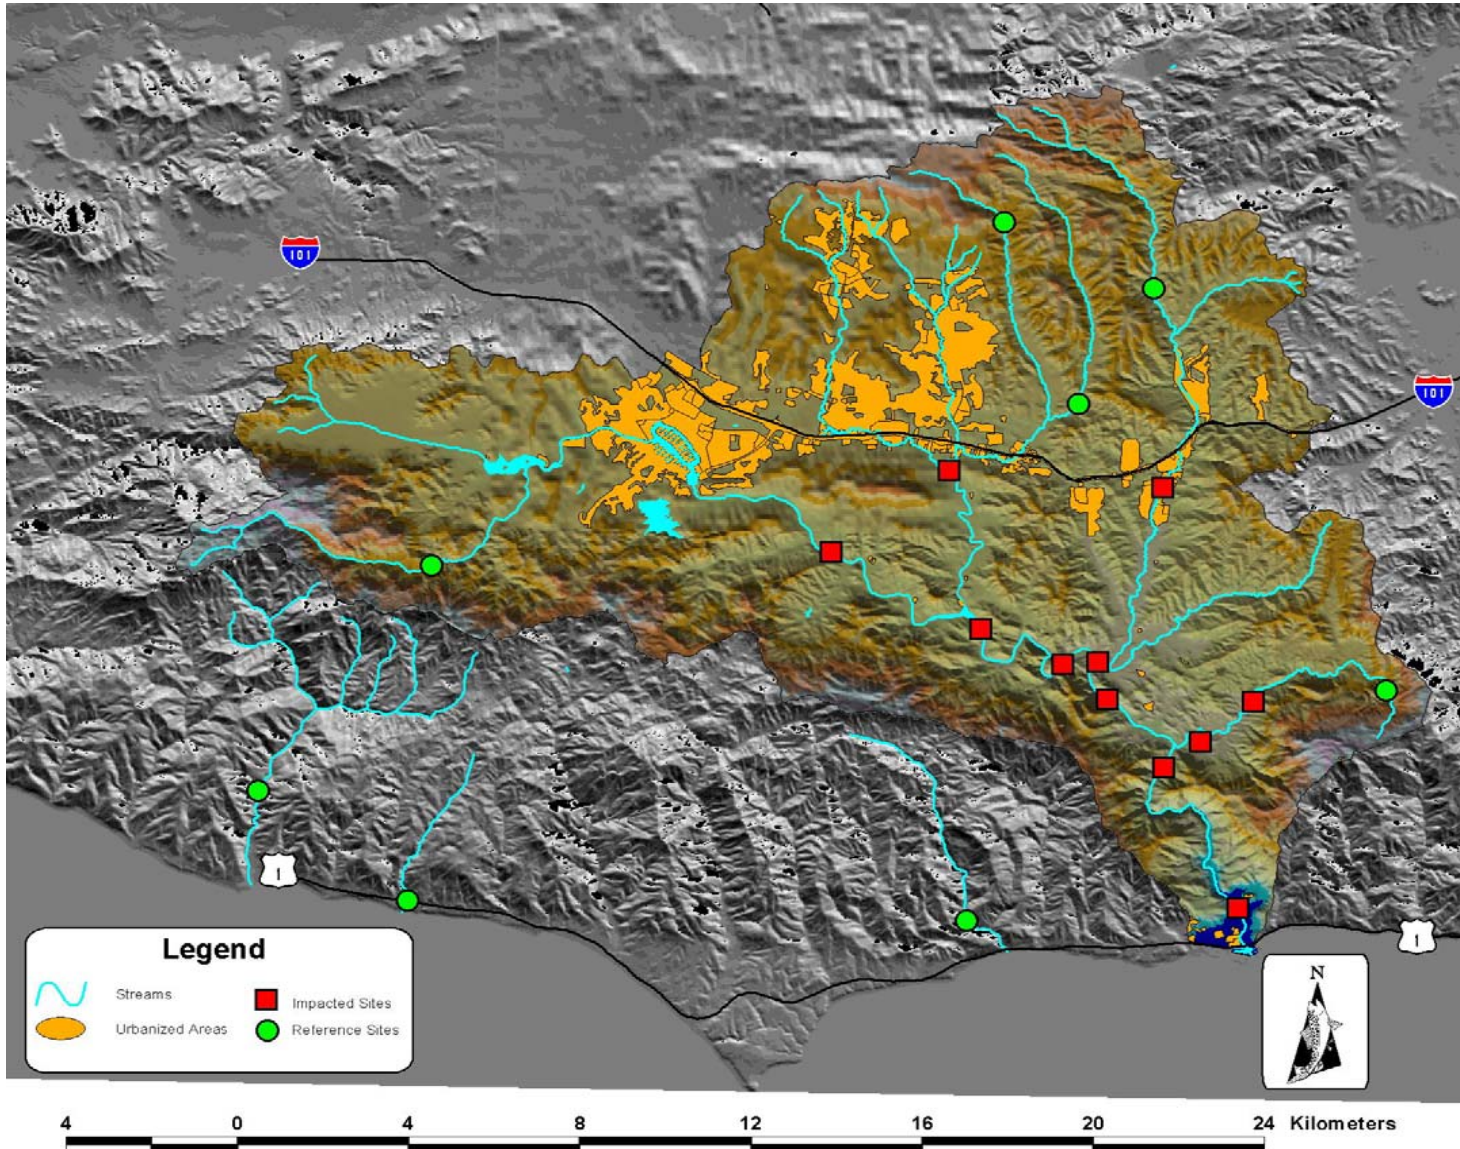 101
101
1
1
Legend
Streams
Urbanized Areas
Impacted Sites
Reference Sites
N
4 0 4 8 12 16 20 24 Kilometers